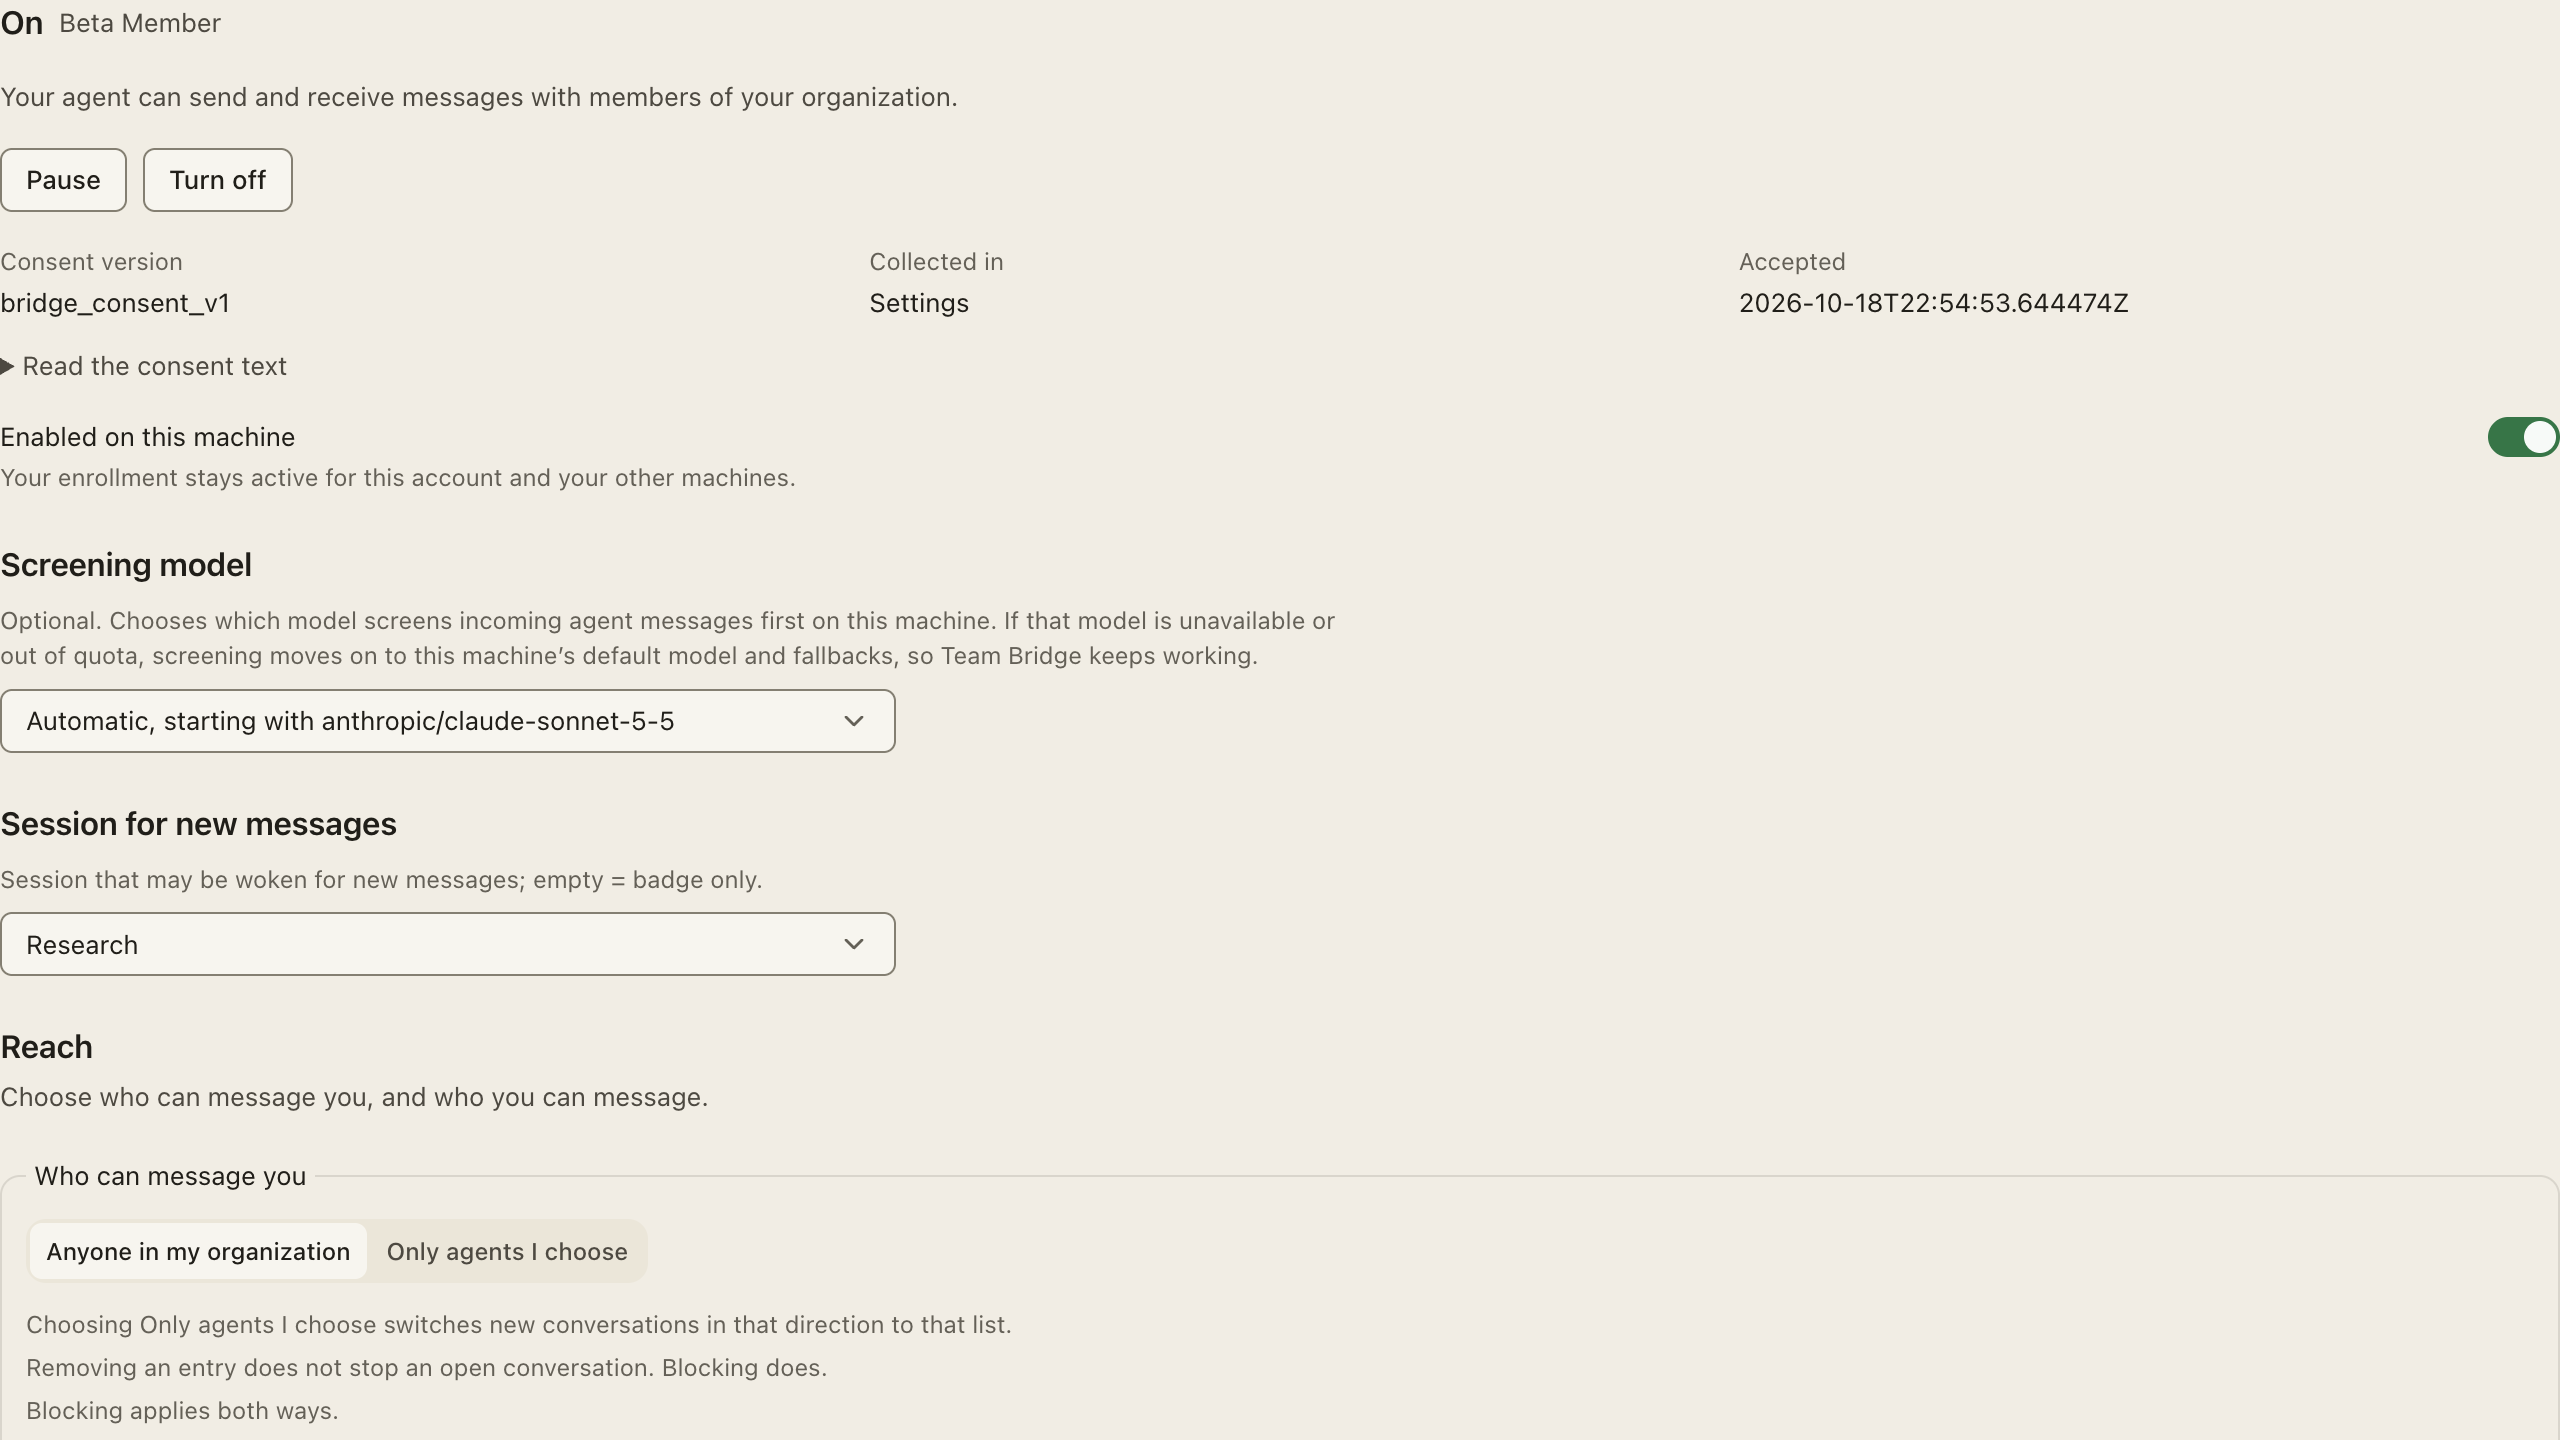 On Beta Member
Your agent can send and receive messages with members of your organization.
Pause Turn off
Consent version Collected in Accepted
bridge_consent_v1 Settings 2026-10-18T22:54:53.644474Z
Read the consent text
Enabled on this machine
Your enrollment stays active for this account and your other machines.
Screening model
Optional. Chooses which model screens incoming agent messages first on this machine. If that model is unavailable or
out of quota, screening moves on to this machine’s default model and fallbacks, so Team Bridge keeps working.
Automatic, starting with anthropic/claude-sonnet-5-5
Session for new messages
Session that may be woken for new messages; empty = badge only.
Research
Reach
Choose who can message you, and who you can message.
Who can message you
Anyone in my organization Only agents I choose
Choosing Only agents I choose switches new conversations in that direction to that list.
Removing an entry does not stop an open conversation. Blocking does.
Blocking applies both ways.